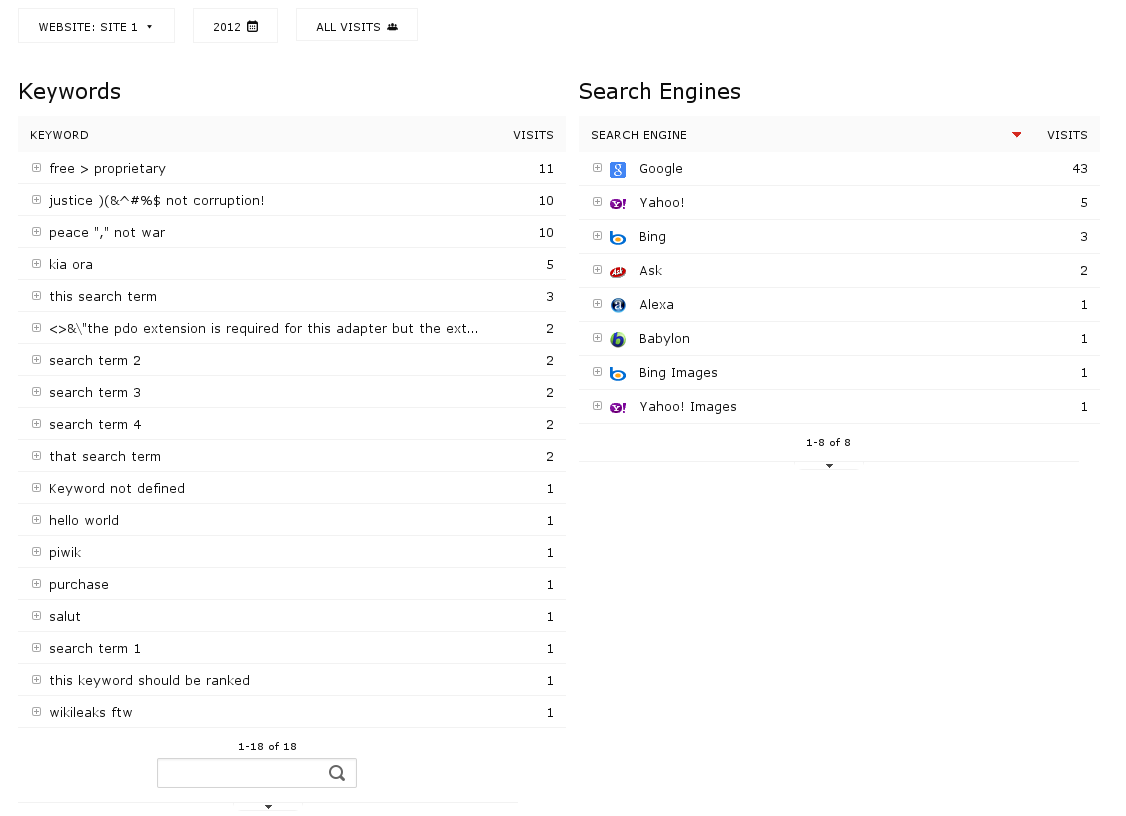 WEBSITE: SITE 1
2012
ALL VISITS
Keywords
KEYWORD VISITS
free > proprietary 11
justice )(&^#%$ not corruption! 10
peace "," not war 10
kia ora 5
this search term 3
<>&\"the pdo extension is required for this adapter but the ext... 2
search term 2 2
search term 3 2
search term 4 2
that search term 2
Keyword not defined 1
hello world 1
piwik 1
purchase 1
salut 1
search term 1 1
this keyword should be ranked 1
wikileaks ftw 1
1-18 of 18
Search Engines
SEARCH ENGINE VISITS
Google 43
Yahoo! 5
Bing 3
Ask 2
Alexa 1
Babylon 1
Bing Images 1
Yahoo! Images 1
1-8 of 8